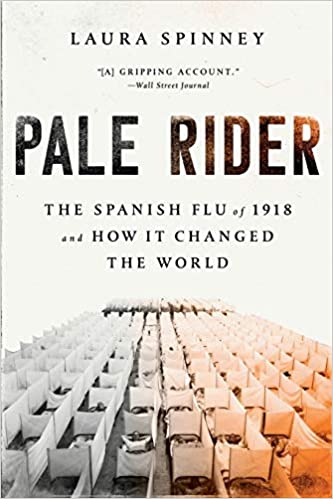 LAURA SPINNEY
"[A] GRIPPING ACCOUNT."
—Wall Street Journal
PALE RIDER
THE SPANISH FLU of 1918
and HOW IT CHANGED
THE WORLD